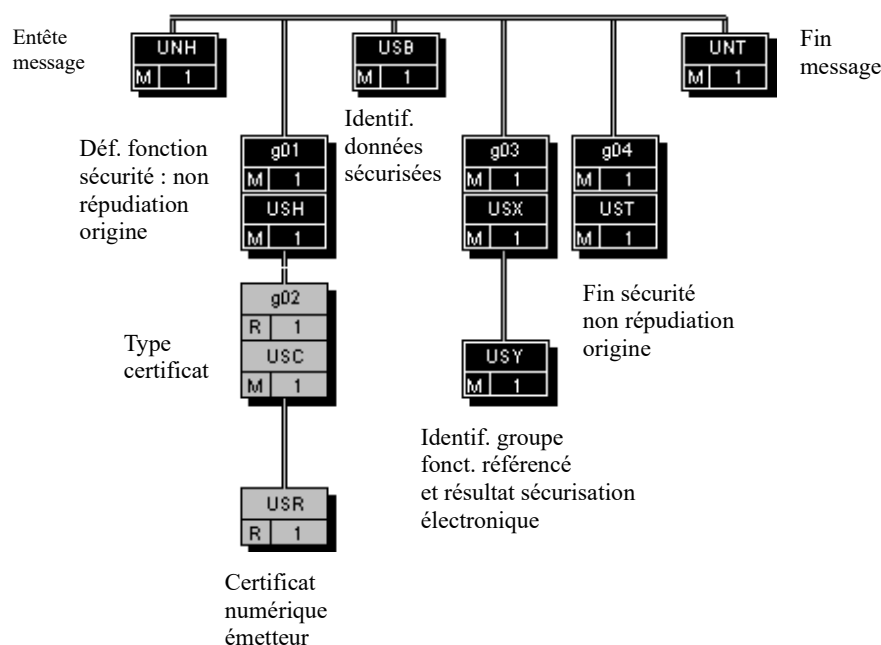 Entête
message
UNH
M 1
USB
M 1
UNT
M 1
Fin
message
Déf. fonction
sécurité : non
répudiation
origine
g01
M 1
USH
M 1
Identif.
données
sécurisées
g03
M 1
USX
M 1
g04
M 1
UST
M 1
Type
certificat
g02
R 1
USC
M 1
USY
M 1
Fin sécurité
non répudiation
origine
Identif. groupe
fonct. référencé
et résultat sécurisation
électronique
USR
R 1
Certificat
numérique
émetteur